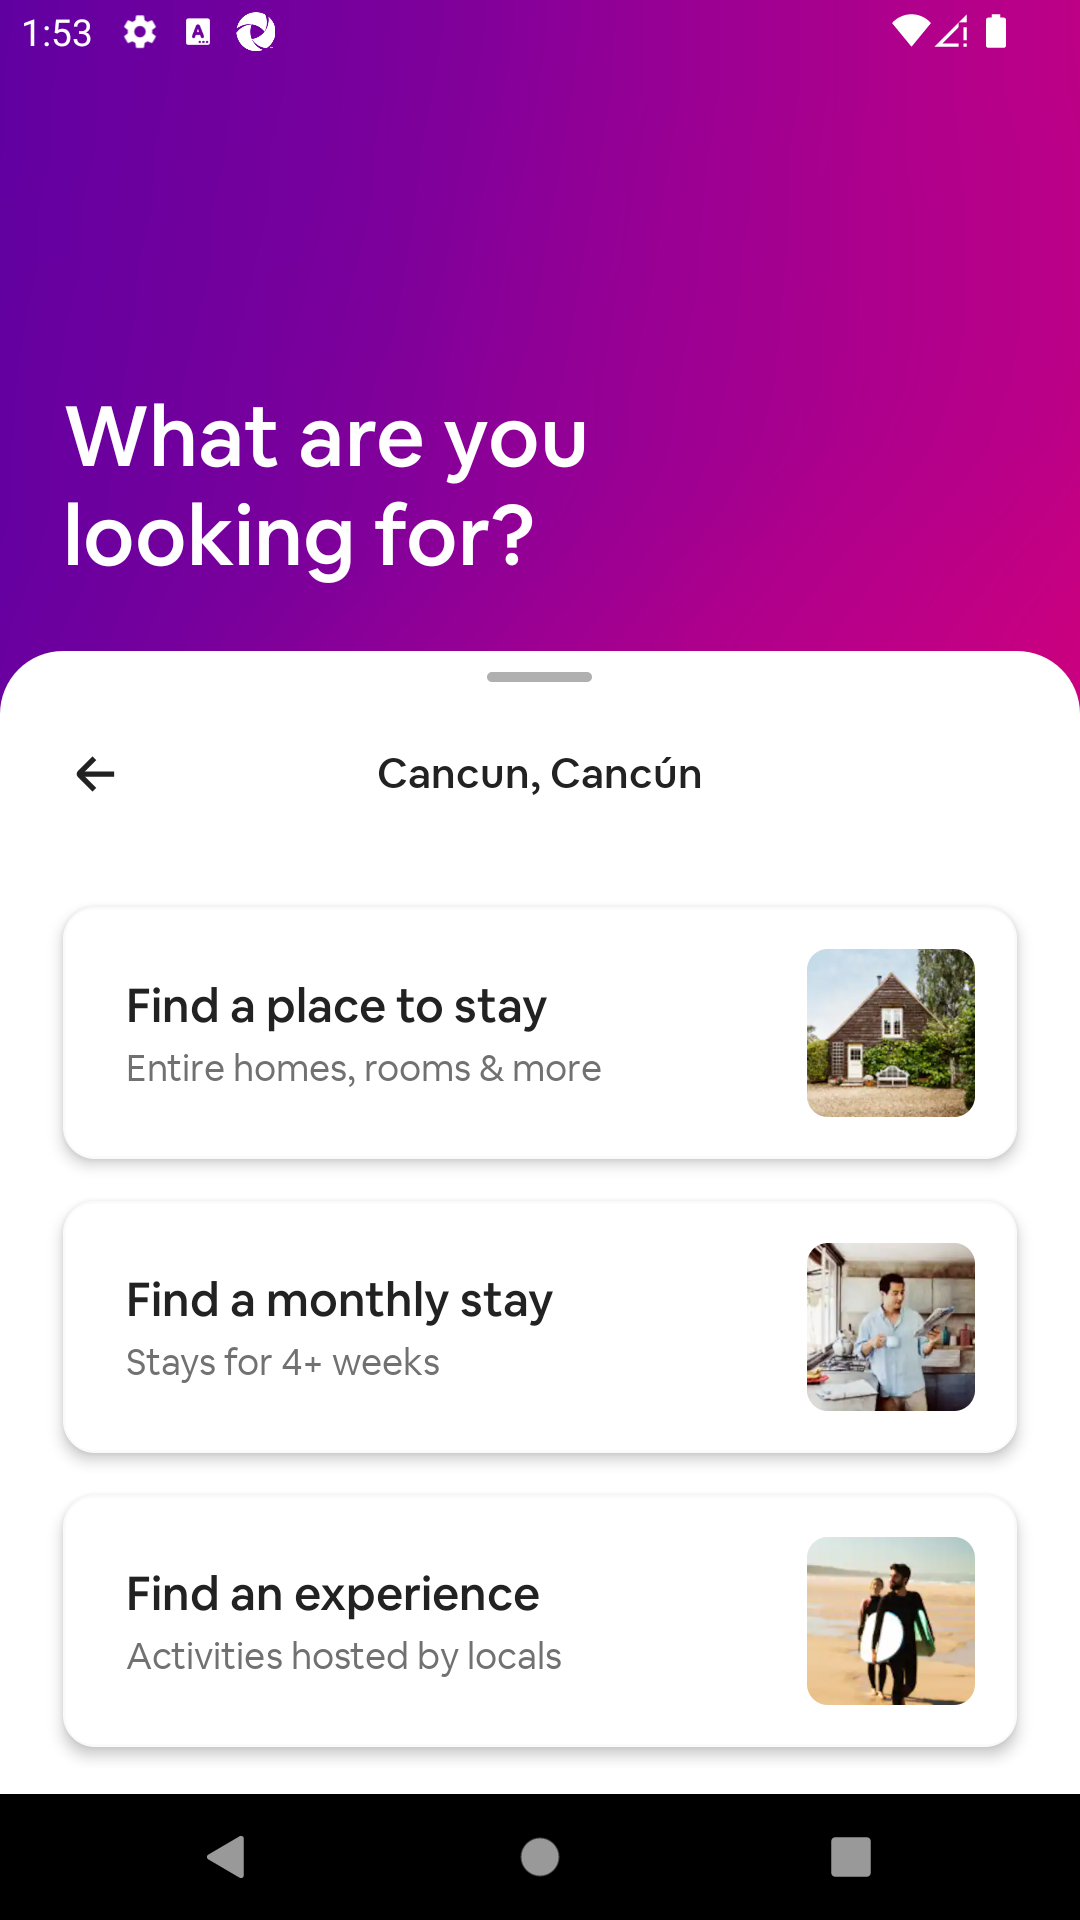 1:53
What are you
looking for?
Cancun, Cancún
Find a place to stay
Entire homes, rooms & more
Find a monthly stay
Stays for 4+ weeks
Find an experience
Activities hosted by locals